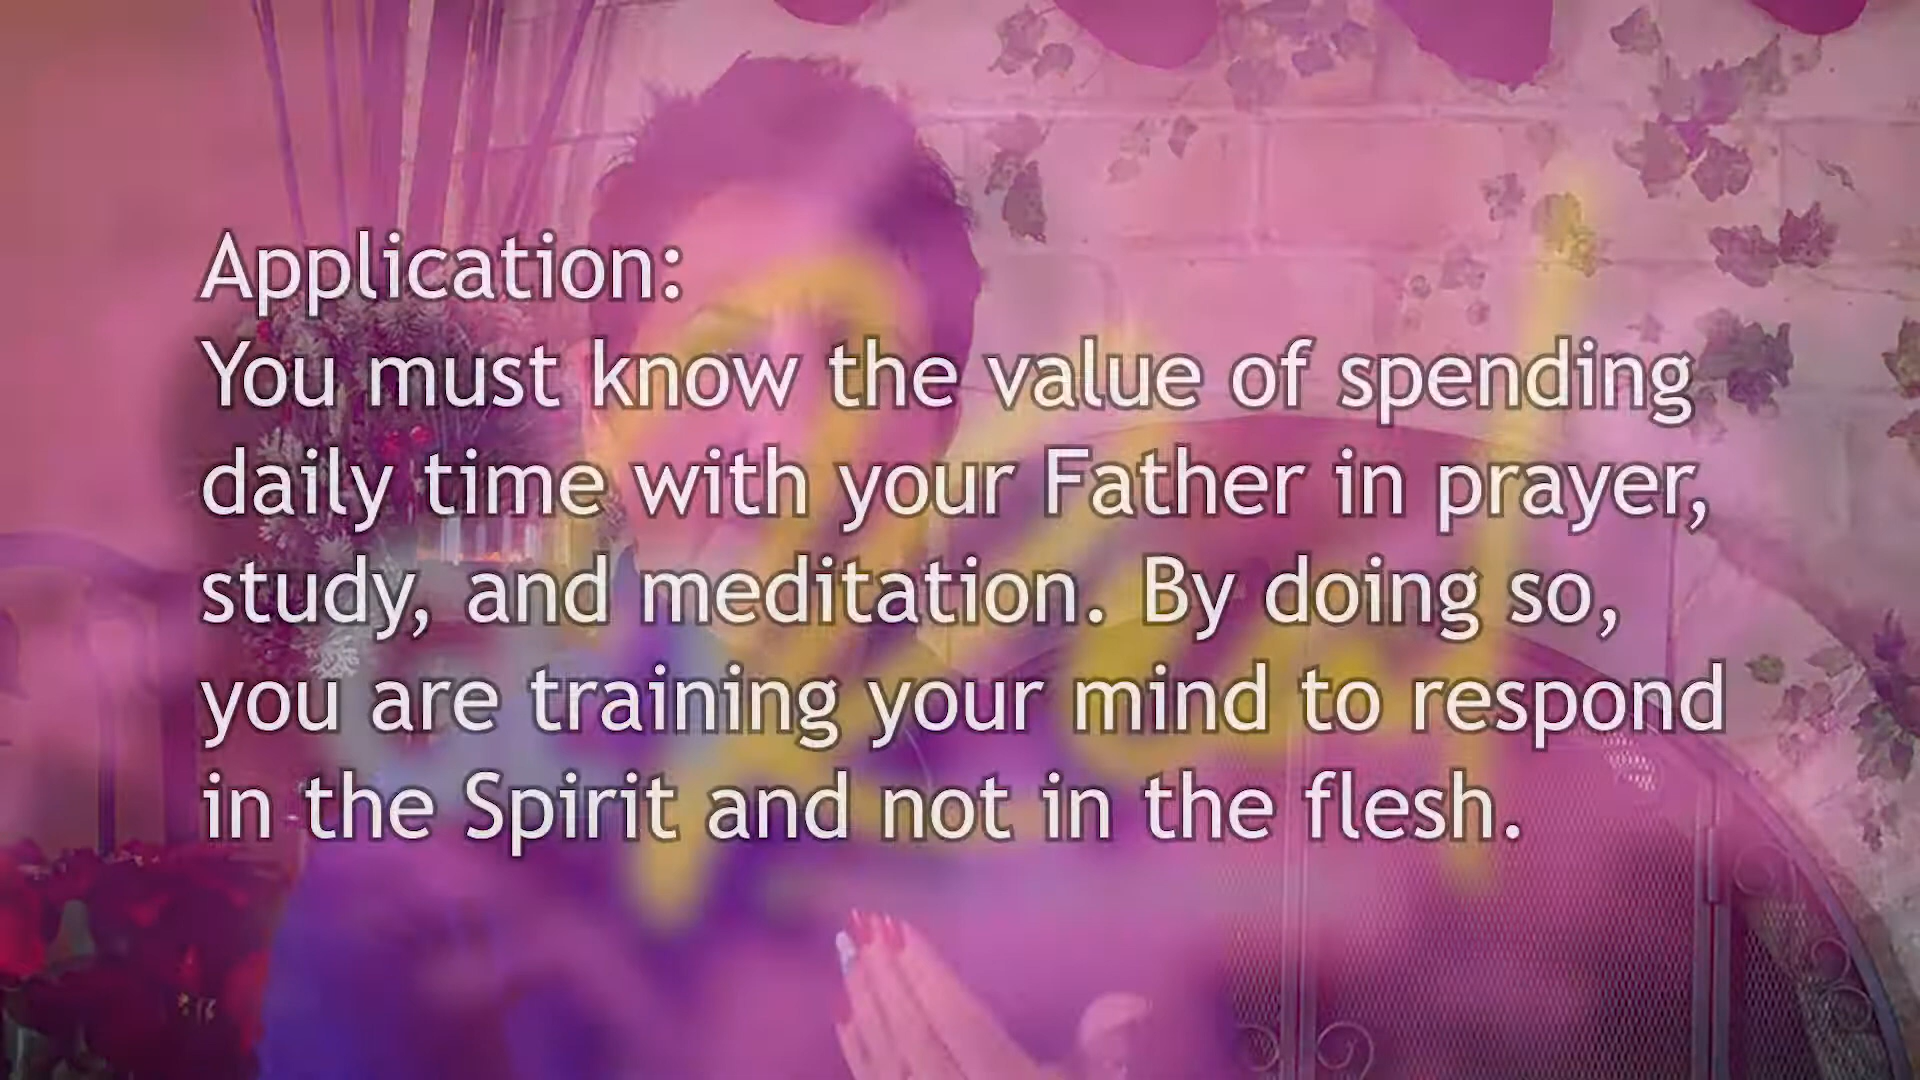 Application:
You must know the value of spending
daily time with your Father in prayer,
study, and meditation. By doing so,
you are training your mind to respond
in the Spirit and not in the flesh.